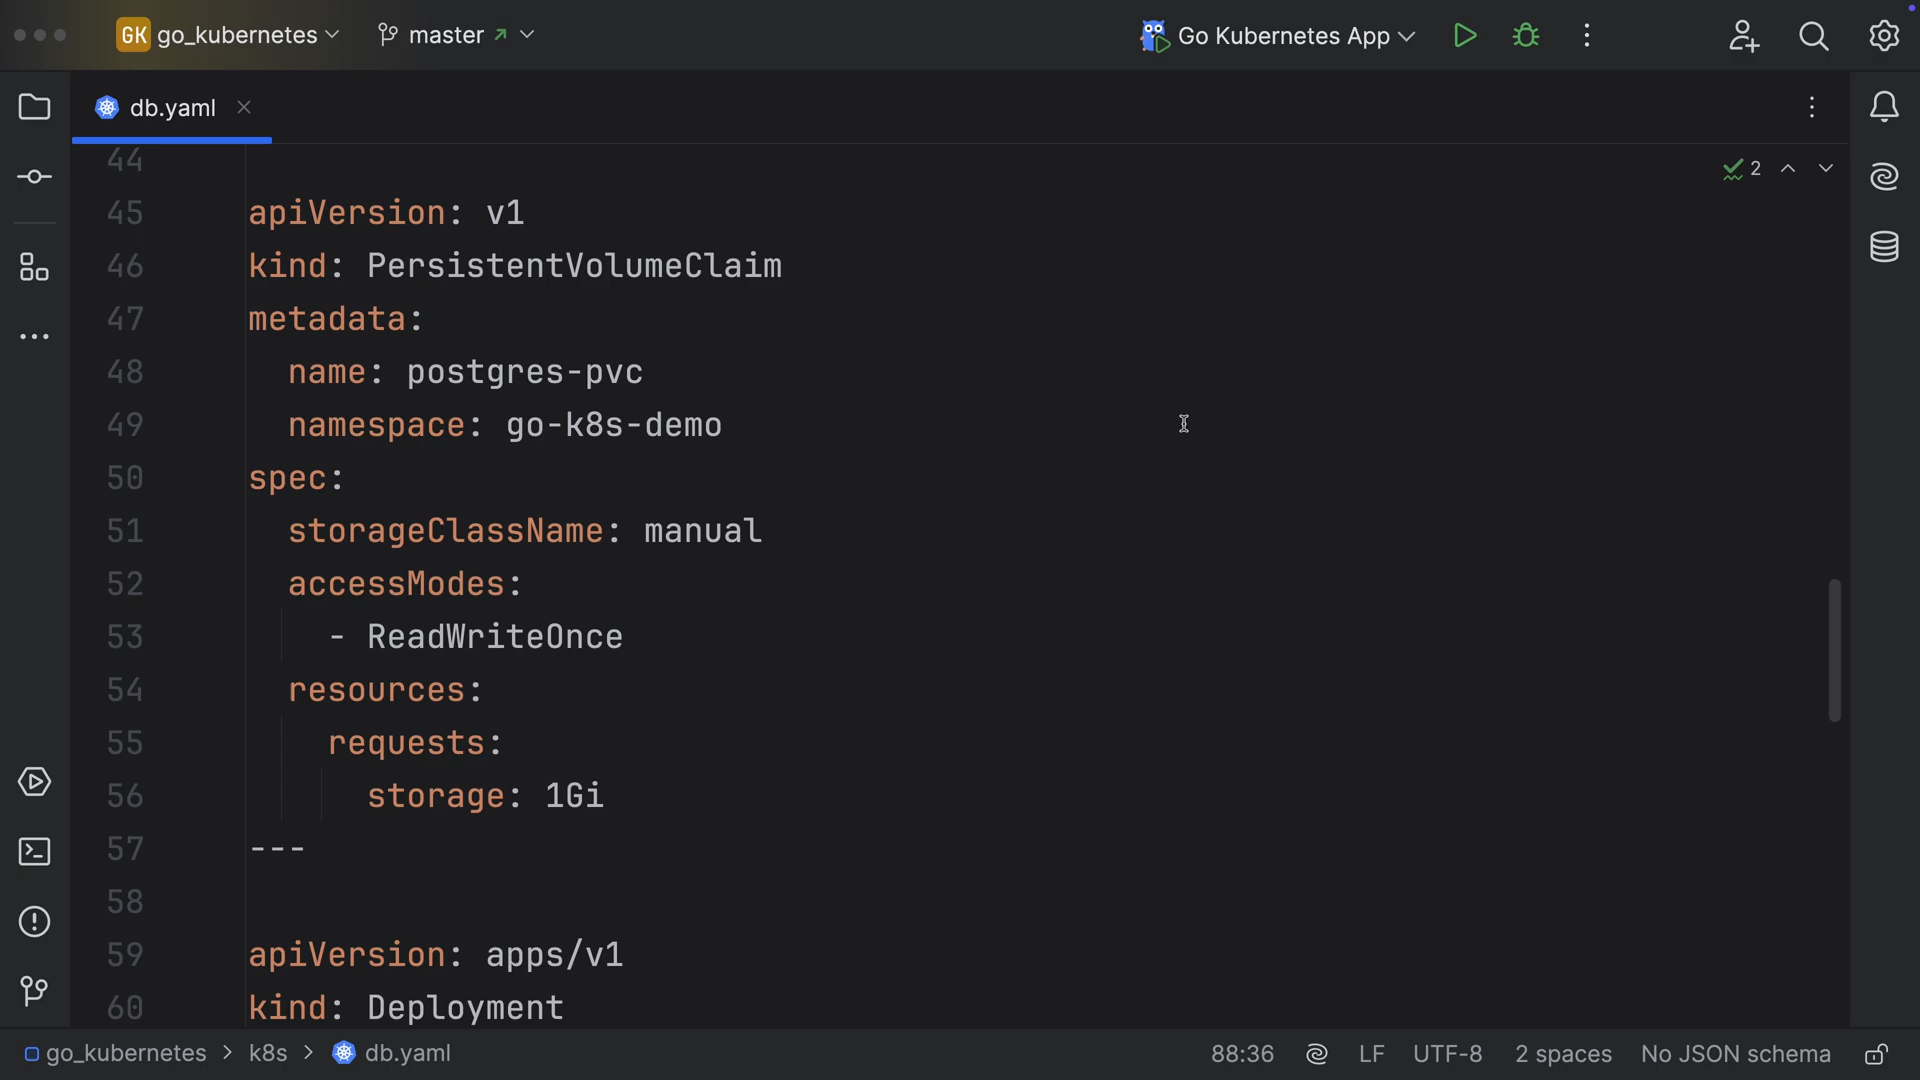 GK go_kubernetes master Go Kubernetes App
db.yaml
44
2
45 apiVersion: v1
46 kind: PersistentVolumeClaim
47 metadata:
48 name: postgres-pvc
49 namespace: go-k8s-demo
50 spec:
51 storageClassName: manual
52 accessModes:
53 - ReadWriteOnce
54 resources:
55 requests:
56 storage: 1Gi
57 ---
58
59 apiVersion: apps/v1
60 kind: Deployment
go_kubernetes > k8s > db.yaml 88:36 LF UTF-8 2 spaces No JSON schema